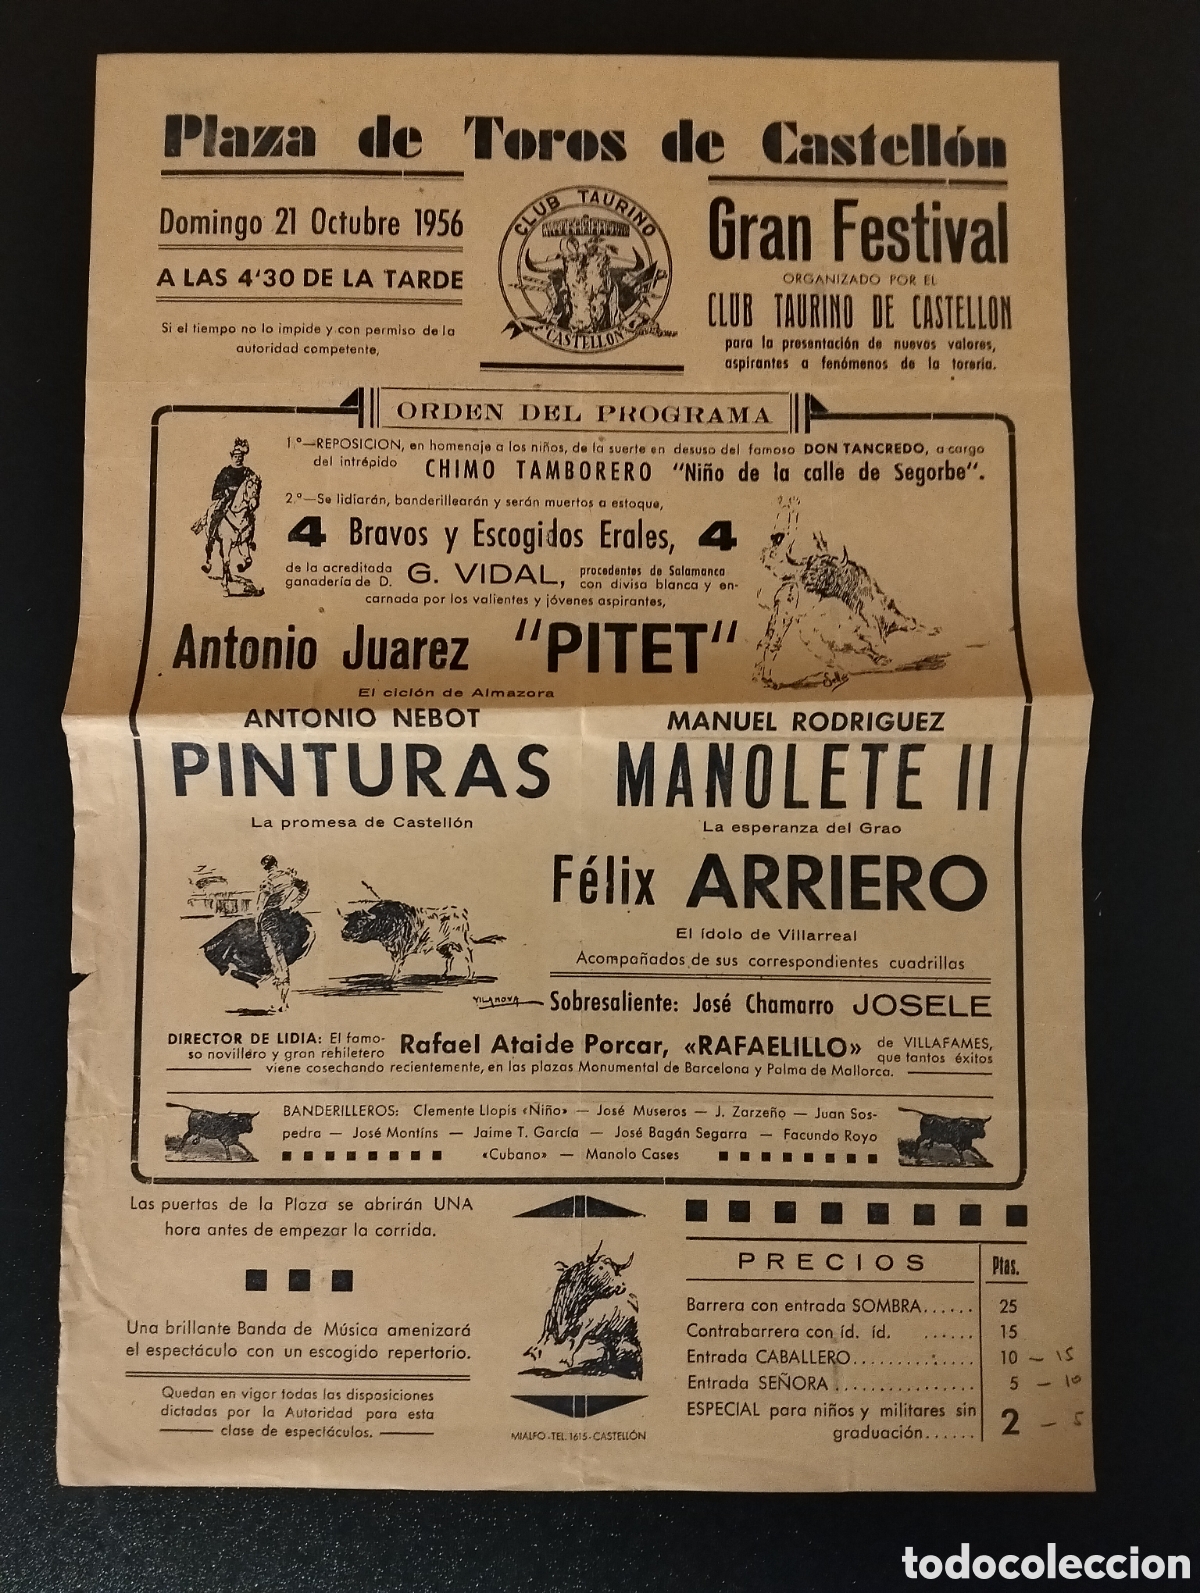 Plaza de Toros de Castellón
Domingo 21 Octubre 1956
A LAS 4'30 DE LA TARDE
Si el tiempo no lo impide y con permiso de la
autoridad competente,
CLUB TAURINO
CASTELLON
Gran Festival
ORGANIZADO POR EL
CLUB TAURINO DE CASTELLON
para la presentación de nuevos valores,
aspirantes a fenómenos de la torería.
ORDEN DEL PROGRAMA
1.º—REPOSICION, en homenaje a los niños, de la suerte en desuso del famoso DON TANCREDO, a cargo
del intrépido CHIMO TAMBORERO "Niño de la calle de Segorbe".
2.º—Se lidiarán, banderillearán y serán muertos a estoque,
4 Bravos y Escogidos Erales, 4
de la acreditada
ganadería de D. G. VIDAL, procedentes de Salamanca
con divisa blanca y en-
carnada por los valientes y jóvenes aspirantes,
Antonio Juarez "PITET"
El ciclón de Almazora
ANTONIO NEBOT
PINTURAS
La promesa de Castellón
MANUEL RODRIGUEZ
MANOLETE II
La esperanza del Grao
Félix ARRIERO
El ídolo de Villarreal
Acompañados de sus correspondientes cuadrillas
VILANOVA
Sobresaliente: José Chamarro JOSELE
DIRECTOR DE LIDIA: El famo-
so novillero y gran rehiletero Rafael Ataide Porcar, «RAFAELILLO» de VILLAFAMES,
que tantos éxitos
viene cosechando recientemente, en las plazas Monumental de Barcelona y Palma de Mallorca.
BANDERILLEROS: Clemente Llopis «Niño» — José Museros — J. Zarzeño — Juan Sos-
pedra — José Montíns — Jaime T. García — José Bagán Segarra — Facundo Royo
«Cubano» — Manolo Cases
Las puertas de la Plaza se abrirán UNA
hora antes de empezar la corrida.
Una brillante Banda de Música amenizará
el espectáculo con un escogido repertorio.
Quedan en vigor todas las disposiciones
dictadas por la Autoridad para esta
clase de espectáculos.
MIALFO-TEL. 1615-CASTELLÓN
PRECIOS Ptas.
Barrera con entrada SOMBRA...... 25
Contrabarrera con íd. íd. ...... 15
Entrada CABALLERO.............. 10 - 15
Entrada SEÑORA................ 5 - 10
ESPECIAL para niños y militares sin
graduación...... 2 - 5
todocoleccion